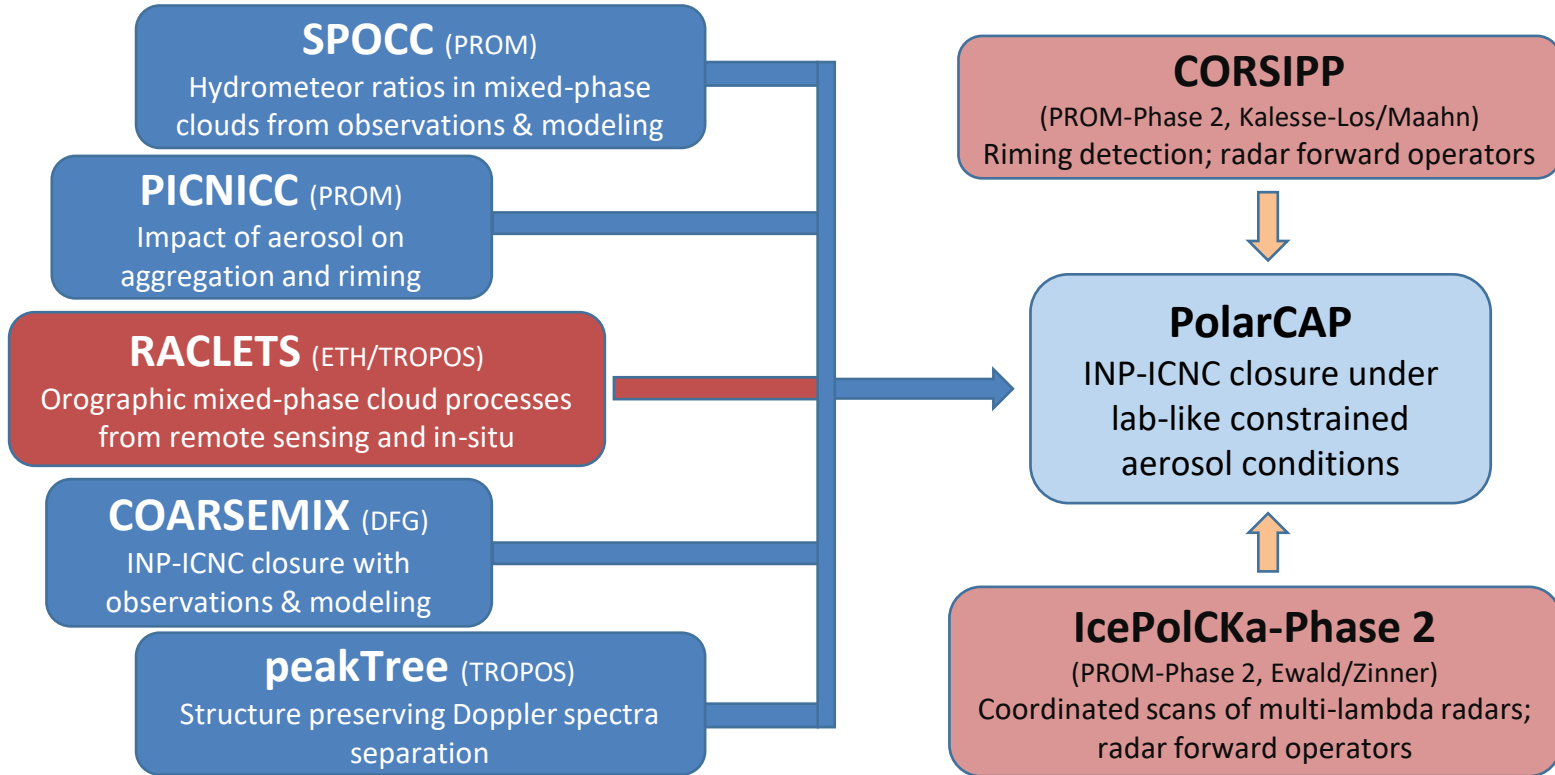 SPOCC (PROM)
Hydrometeor ratios in mixed-phase
clouds from observations & modeling
PICNICC (PROM)
Impact of aerosol on
aggregation and riming
RACLETS (ETH/TROPOS)
Orographic mixed-phase cloud processes
from remote sensing and in-situ
COARSEMIX (DFG)
INP-ICNC closure with
observations & modeling
peakTree (TROPOS)
Structure preserving Doppler spectra
separation
CORSIPP
(PROM-Phase 2, Kalesse-Los/Maahn)
Riming detection; radar forward operators
PolarCAP
INP-ICNC closure under
lab-like constrained
aerosol conditions
IcePolCKa-Phase 2
(PROM-Phase 2, Ewald/Zinner)
Coordinated scans of multi-lambda radars;
radar forward operators